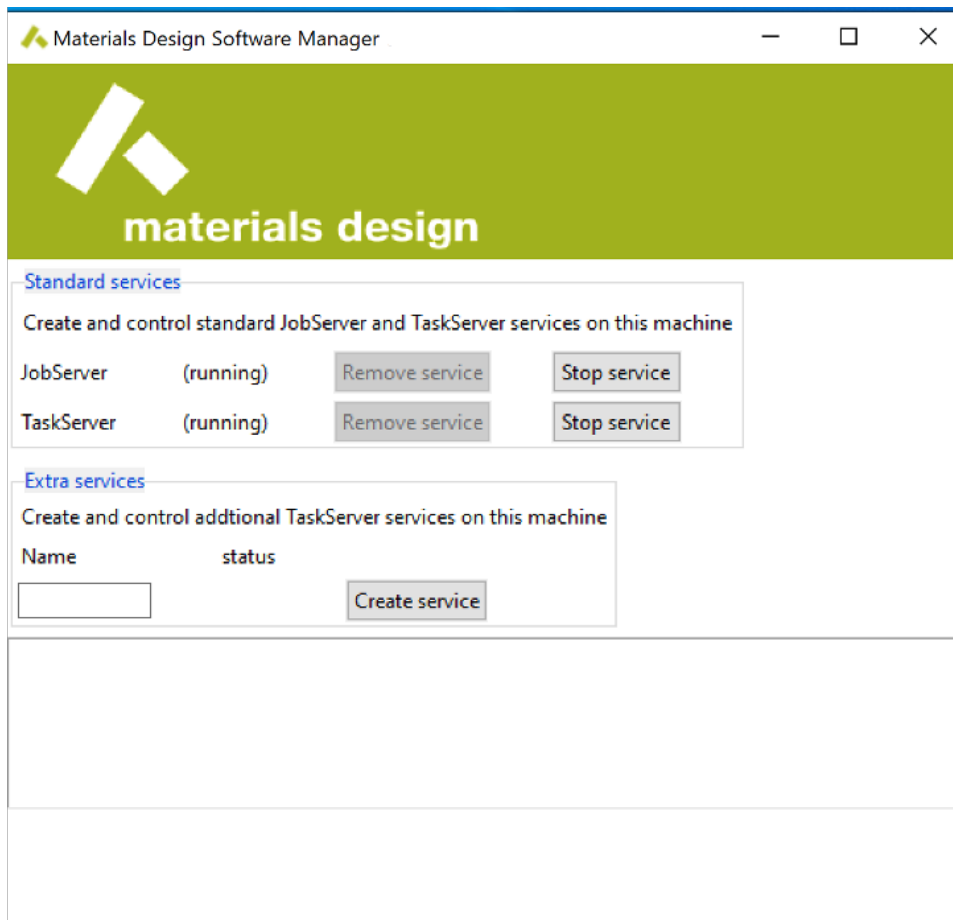 Materials Design Software Manager
materials design
Standard services
Create and control standard JobServer and TaskServer services on this machine
JobServer (running) Remove service Stop service
TaskServer (running) Remove service Stop service
Extra services
Create and control addtional TaskServer services on this machine
Name status
Create service